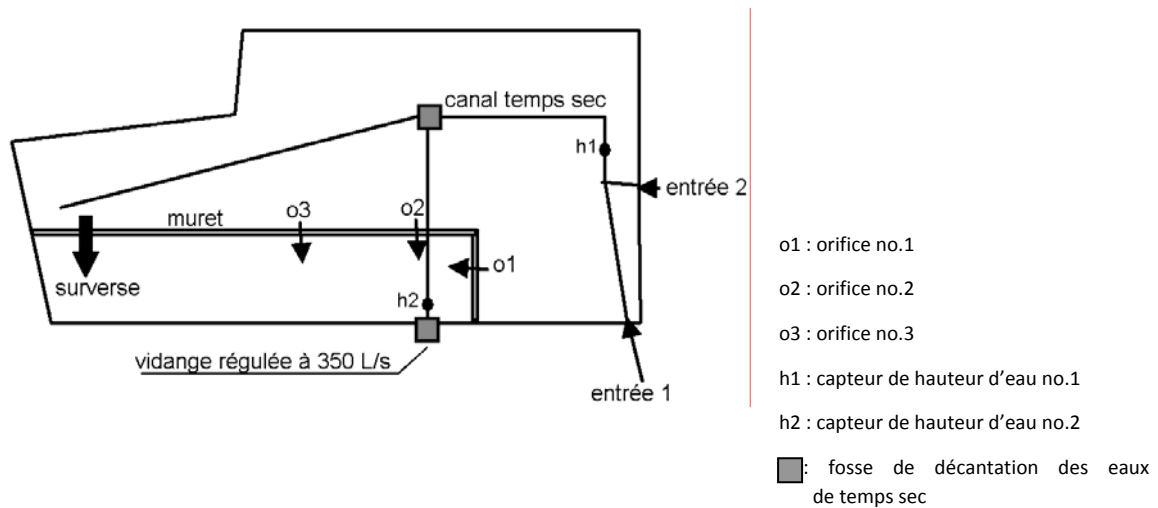 canal temps sec
h1
entrée 2
muret
o3
o2
o1
surverse
h2
vidange régulée à 350 L/s
entrée 1
o1 : orifice no.1
o2 : orifice no.2
o3 : orifice no.3
h1 : capteur de hauteur d'eau no.1
h2 : capteur de hauteur d'eau no.2
: fosse de décantation des eaux
de temps sec